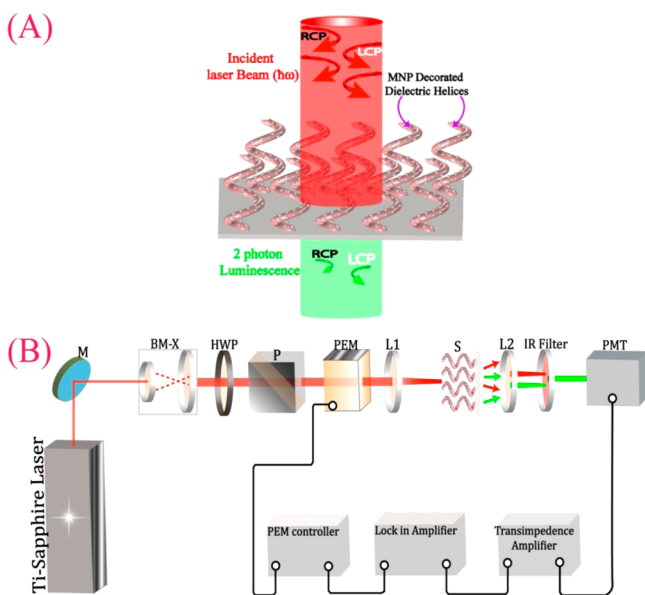 (A)
RCP
LCP
Incident
laser Beam (ħω)
MNP Decorated
Dielectric Helices
2 photon
Luminescence
RCP
LCP
(B)
M
BM-X
HWP
P
PEM
L1
S
L2
IR Filter
PMT
Ti-Sapphire Laser
PEM controller
Lock in Amplifier
Transimpedence
Amplifier